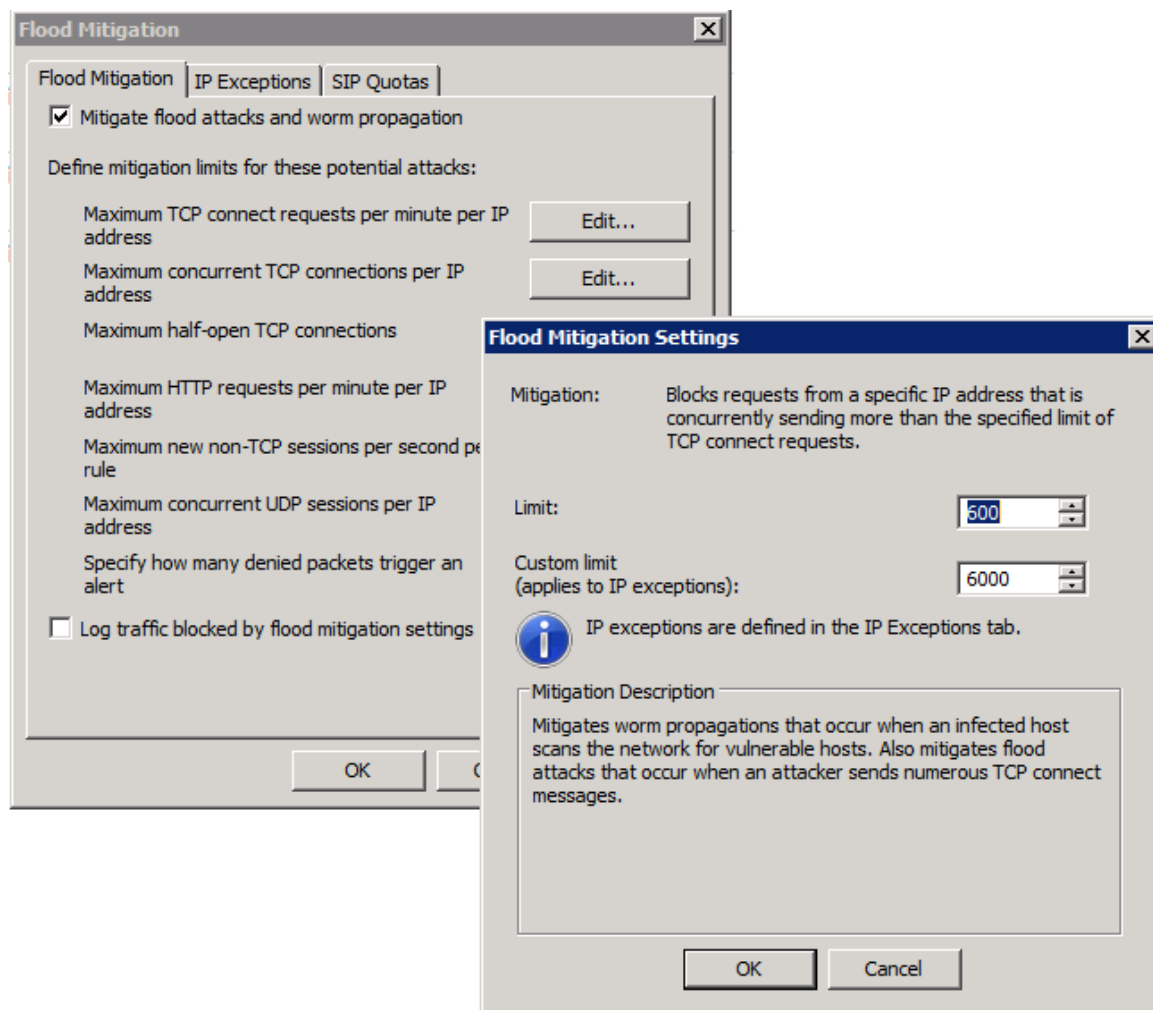 Flood Mitigation
Flood Mitigation
IP Exceptions
SIP Quotas
Mitigate flood attacks and worm propagation
Define mitigation limits for these potential attacks:
Maximum TCP connect requests per minute per IP
address
Edit...
Maximum concurrent TCP connections per IP
address
Edit...
Maximum half-open TCP connections
Maximum HTTP requests per minute per IP
address
Maximum new non-TCP sessions per second
rule
Maximum concurrent UDP sessions per IP
address
Specify how many denied packets trigger an
alert
Log traffic blocked by flood mitigation settings
OK
Flood Mitigation Settings
Mitigation:
Blocks requests from a specific IP address that is
concurrently sending more than the specified limit of
TCP connect requests.
Limit:
600
Custom limit
(applies to IP exceptions):
6000
IP exceptions are defined in the IP Exceptions tab.
Mitigation Description
Mitigates worm propagations that occur when an infected host
scans the network for vulnerable hosts. Also mitigates flood
attacks that occur when an attacker sends numerous TCP connect
messages.
OK
Cancel